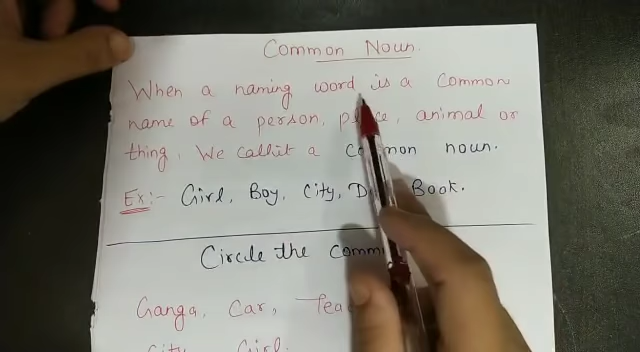 Common Noun.
When a naming word is a common
name of a person, place, animal or
thing. We call it a common noun.
Ex:- Girl, Boy, City, Book.
Circle the
Ganga, Car,
City Girl.